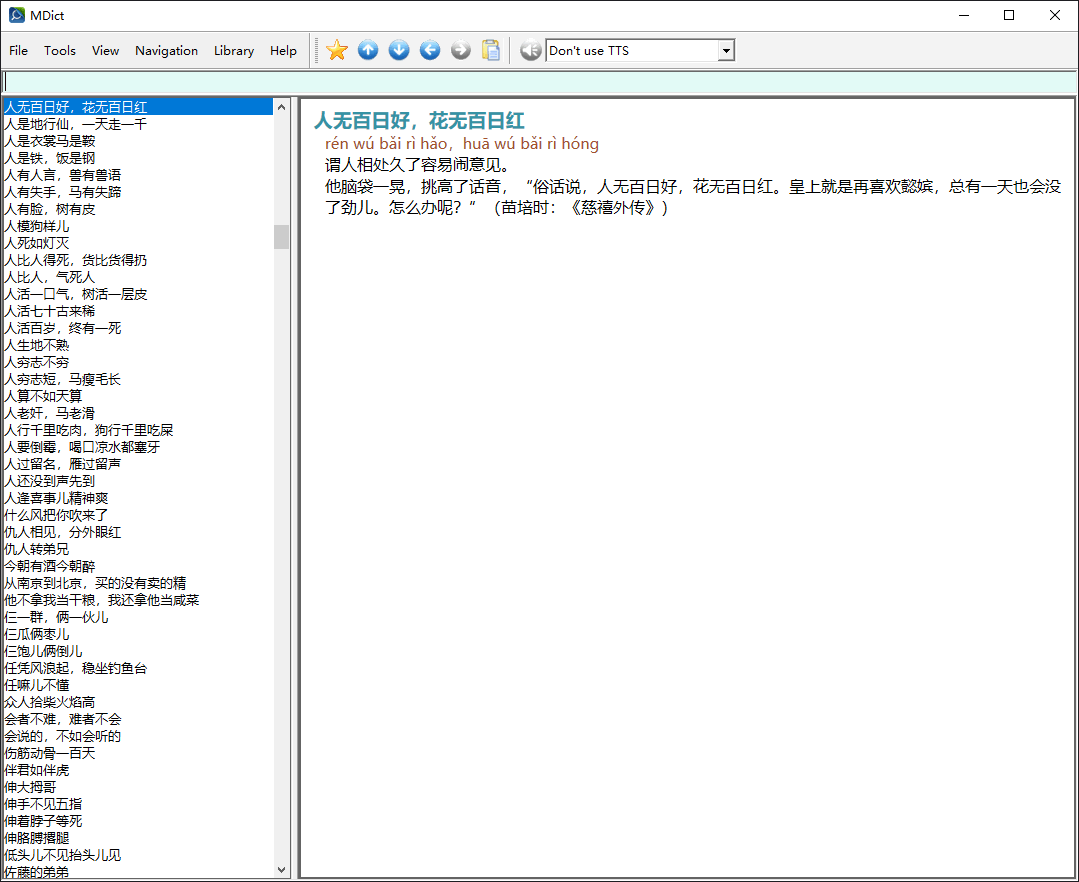 MDict
File Tools View Navigation Library Help Don't use TTS
人无百日好，花无百日红
人是地行仙，一天走一千
人是衣裳马是鞍
人是铁，饭是钢
人有人言，兽有兽语
人有失手，马有失蹄
人有脸，树有皮
人模狗样儿
人死如灯灭
人比人得死，货比货得扔
人比人，气死人
人活一口气，树活一层皮
人活七十古来稀
人活百岁，终有一死
人生地不熟
人穷志不穷
人穷志短，马瘦毛长
人算不如天算
人老奸，马老滑
人行千里吃肉，狗行千里吃屎
人要倒霉，喝口凉水都塞牙
人过留名，雁过留声
人还没到声先到
人逢喜事儿精神爽
什么风把你吹来了
仇人相见，分外眼红
仇人转弟兄
今朝有酒今朝醉
从南京到北京，买的没有卖的精
他不拿我当干粮，我还拿他当咸菜
仨一群，俩一伙儿
仨瓜俩枣儿
仨饱儿俩倒儿
任凭风浪起，稳坐钓鱼台
任嘛儿不懂
众人拾柴火焰高
会者不难，难者不会
会说的，不如会听的
伤筋动骨一百天
伴君如伴虎
伸大拇哥
伸手不见五指
伸着脖子等死
伸胳膊撂腿
低头儿不见抬头儿见
佐藤的弟弟
人无百日好，花无百日红
rén wú bǎi rì hǎo，huā wú bǎi rì hóng
谓人相处久了容易闹意见。
他脑袋一晃，挑高了话音，“俗话说，人无百日好，花无百日红。皇上就是再喜欢懿嫔，总有一天也会没
了劲儿。怎么办呢？”（苗培时：《慈禧外传》）